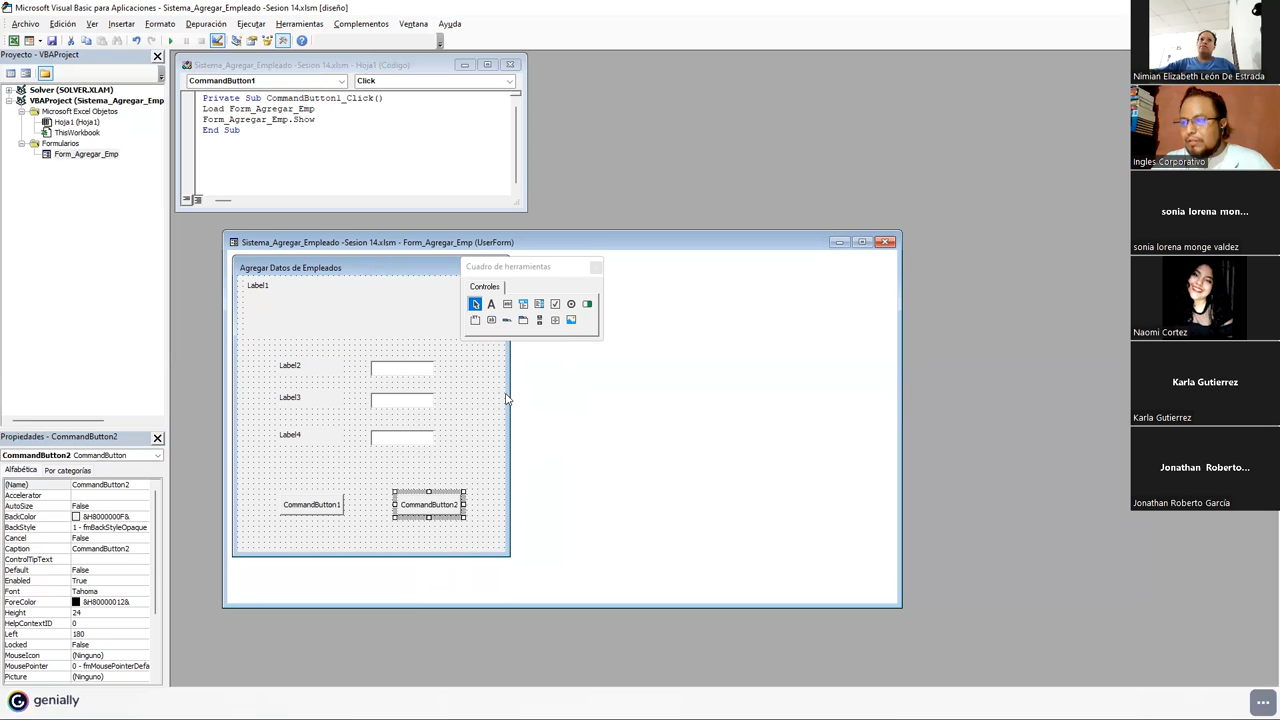 Microsoft Visual Basic para Aplicaciones - Sistema_Agregar_Empleado -Sesion 14.xlsm [diseño]
Archivo Edición Ver Insertar Formato Depuración Ejecutar Herramientas Complementos Ventana Ayuda
Proyecto - VBAProject
Solver (SOLVER.XLAM)
VBAProject (Sistema_Agregar_Emp
Microsoft Excel Objetos
Hoja1 (Hoja1)
ThisWorkbook
Formularios
Form_Agregar_Emp
Sistema_Agregar_Empleado -Sesion 14.xlsm - Hoja1 (Código)
CommandButton1 Click
Private Sub CommandButton1_Click()
Load Form_Agregar_Emp
Form_Agregar_Emp.Show
End Sub
Sistema_Agregar_Empleado -Sesion 14.xlsm - Form_Agregar_Emp (UserForm)
Agregar Datos de Empleados
Label1
Label2
Label3
Label4
CommandButton1 CommandButton2
Cuadro de herramientas
Controles
Propiedades - CommandButton2
CommandButton2 CommandButton
Alfabética Por categorías
(Name) CommandButton2
Accelerator
AutoSize False
BackColor &H8000000F&
BackStyle 1 - fmBackStyleOpaque
Cancel False
Caption CommandButton2
ControlTipText
Default False
Enabled True
Font Tahoma
ForeColor &H80000012&
Height 24
HelpContextID 0
Left 180
Locked False
MouseIcon (Ninguno)
MousePointer 0 - fmMousePointerDefa
Picture (Ninguno)
genially
Nimian Elizabeth León De Estrada
Ingles Corporativo
sonia lorena mon...
sonia lorena monge valdez
Naomi Cortez
Karla Gutierrez
Karla Gutierrez
Jonathan Roberto...
Jonathan Roberto García